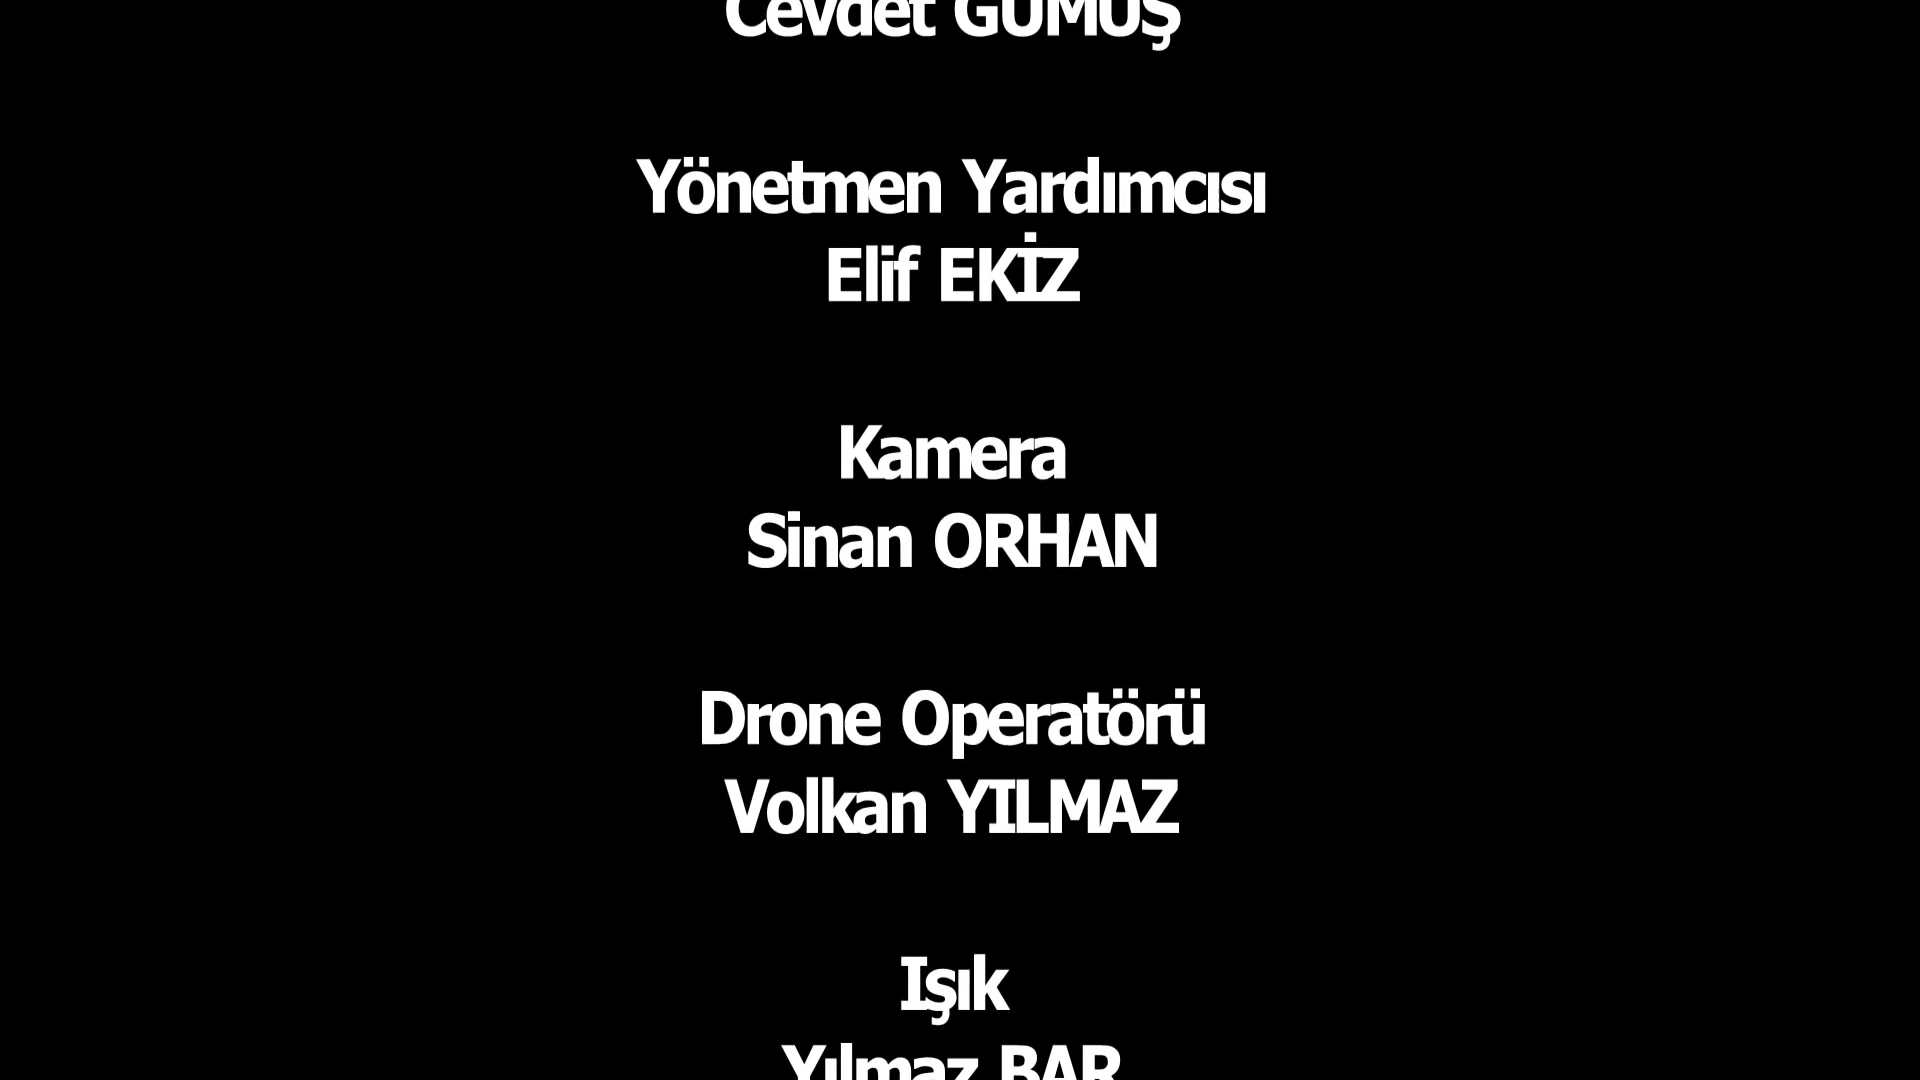 Cevdet GÜMÜŞ
Yönetmen Yardımcısı
Elif EKİZ
Kamera
Sinan ORHAN
Drone Operatörü
Volkan YILMAZ
Işık
Yılmaz BAR